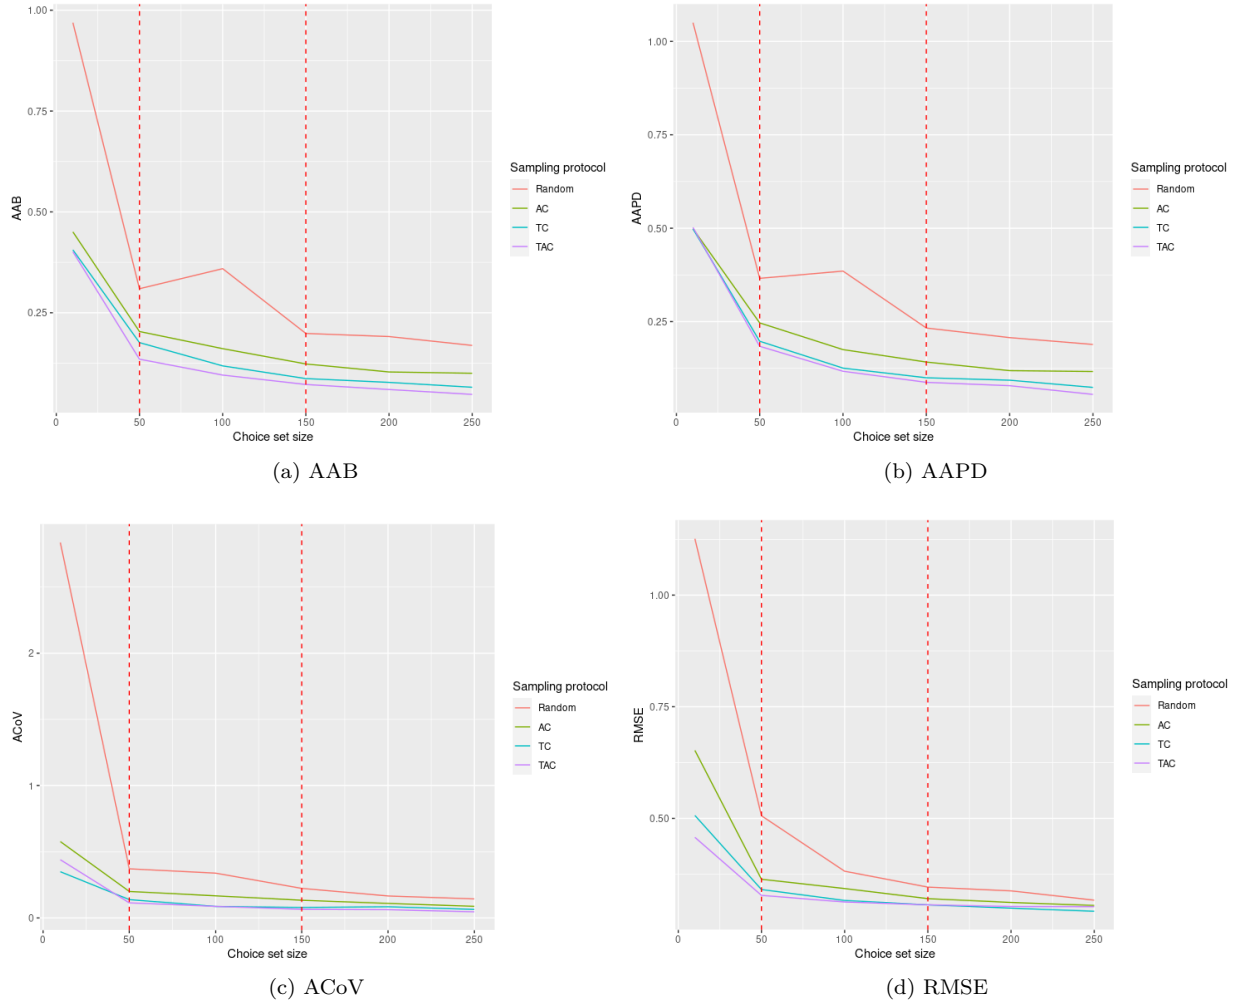 1.00
0.75
0.50
0.25
AAB
0 50 100 150 200 250
Choice set size
Sampling protocol
Random
AC
TC
TAC
(a) AAB
1.00
0.75
0.50
0.25
AAPD
0 50 100 150 200 250
Choice set size
Sampling protocol
Random
AC
TC
TAC
(b) AAPD
2
1
0
ACoV
0 50 100 150 200 250
Choice set size
Sampling protocol
Random
AC
TC
TAC
(c) ACoV
1.00
0.75
0.50
RMSE
0 50 100 150 200 250
Choice set size
Sampling protocol
Random
AC
TC
TAC
(d) RMSE